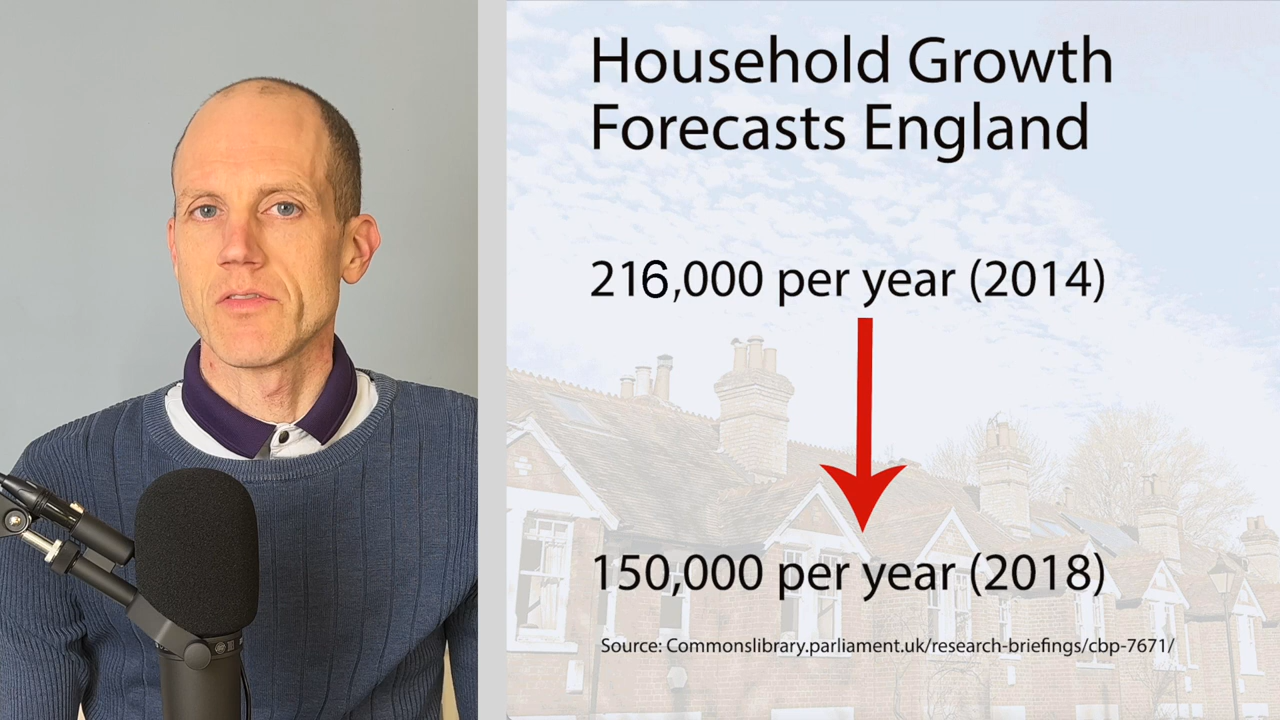 Household Growth
Forecasts England
216,000 per year (2014)
150,000 per year (2018)
Source: Commonslibrary.parliament.uk/research-briefings/cbp-7671/